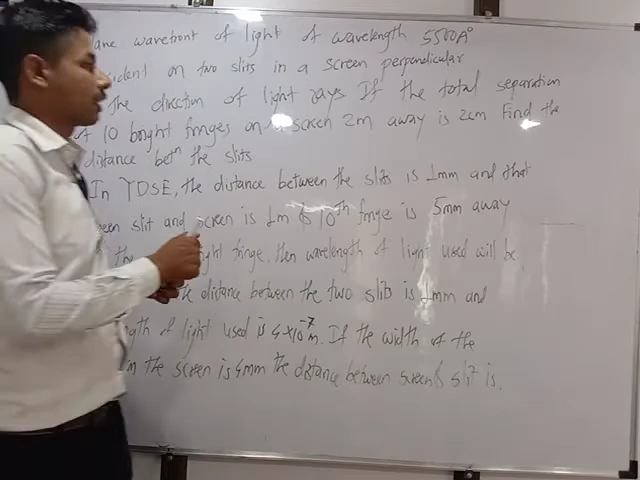 ane wavefront of light of wavelength 5500A°
ident on two slits in a screen perpendicular
The direction of light rays If the total separation
of 10 bright fringes on screen 2m away is 2cm Find the
distance betⁿ the slits
In YDSE, the distance between the slits is 1mm and that
een slit and screen is 1m & 10th fringe is 5mm away
ght fringe, then wavelength of light used will be
the distance between the two slits is 1mm and
gth of light used is 4×10⁻⁷m. If the width of the
the screen is 4mm the distance between screen & slit is.